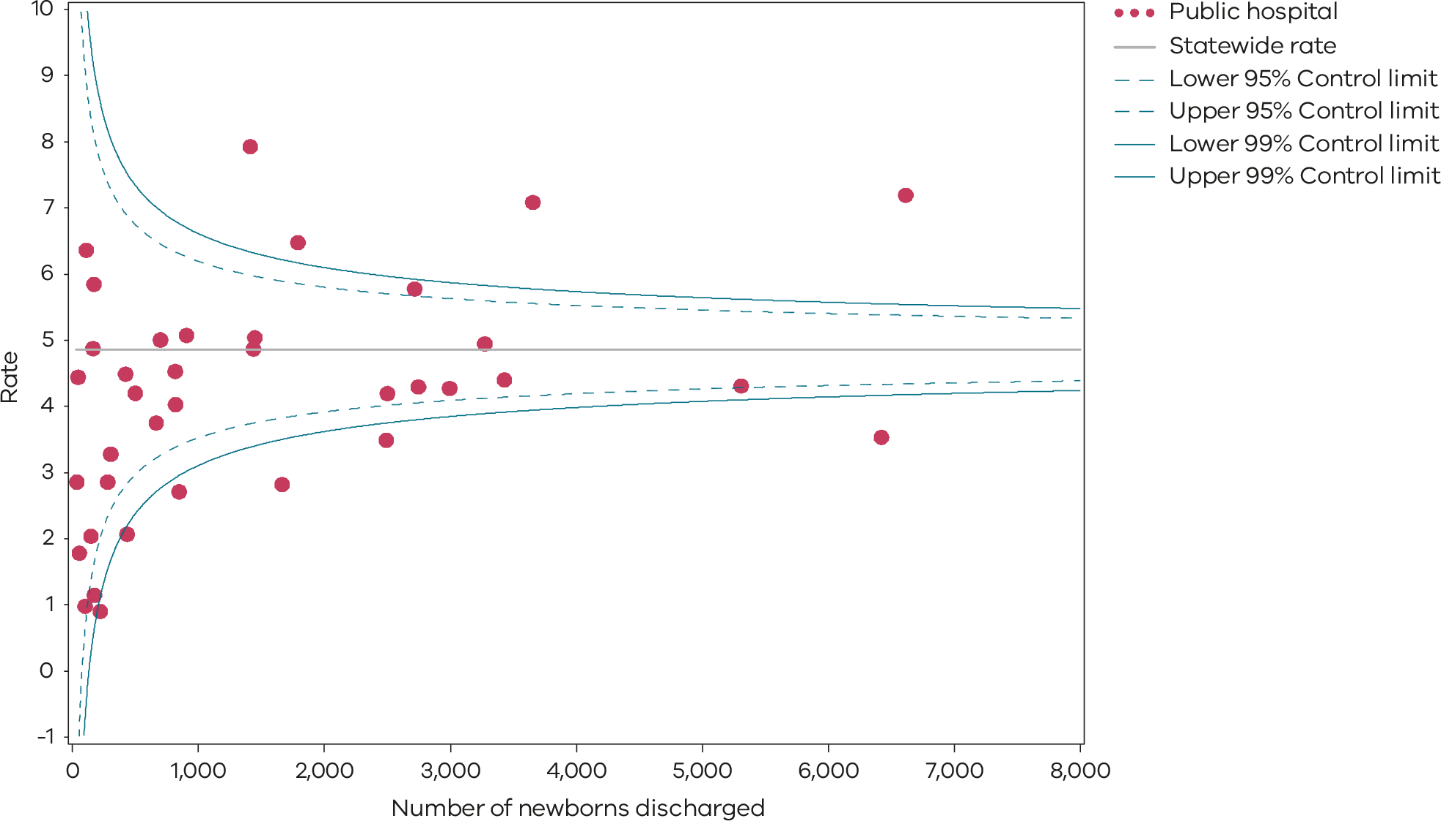 10
9
8
7
6
5
4
3
2
1
0
-1
Rate
0 1,000 2,000 3,000 4,000 5,000 6,000 7,000 8,000
Number of newborns discharged
Public hospital
Statewide rate
Lower 95% Control limit
Upper 95% Control limit
Lower 99% Control limit
Upper 99% Control limit